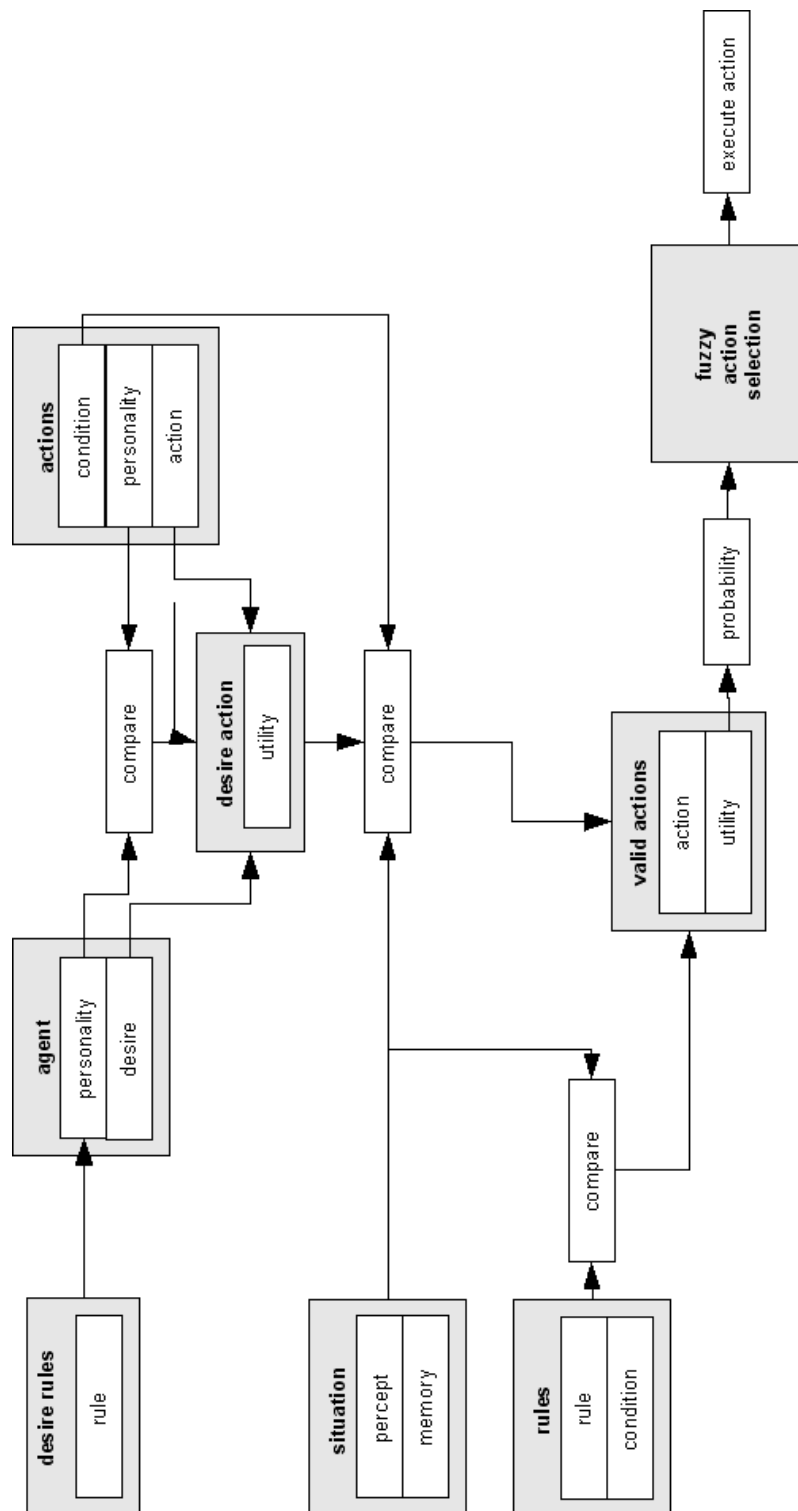 desire rules
rule
agent
personality
desire
compare
actions
condition
personality
action
desire action
utility
situation
percept
memory
compare
rules
rule
condition
compare
valid actions
action
utility
probability
fuzzy
action
selection
execute action